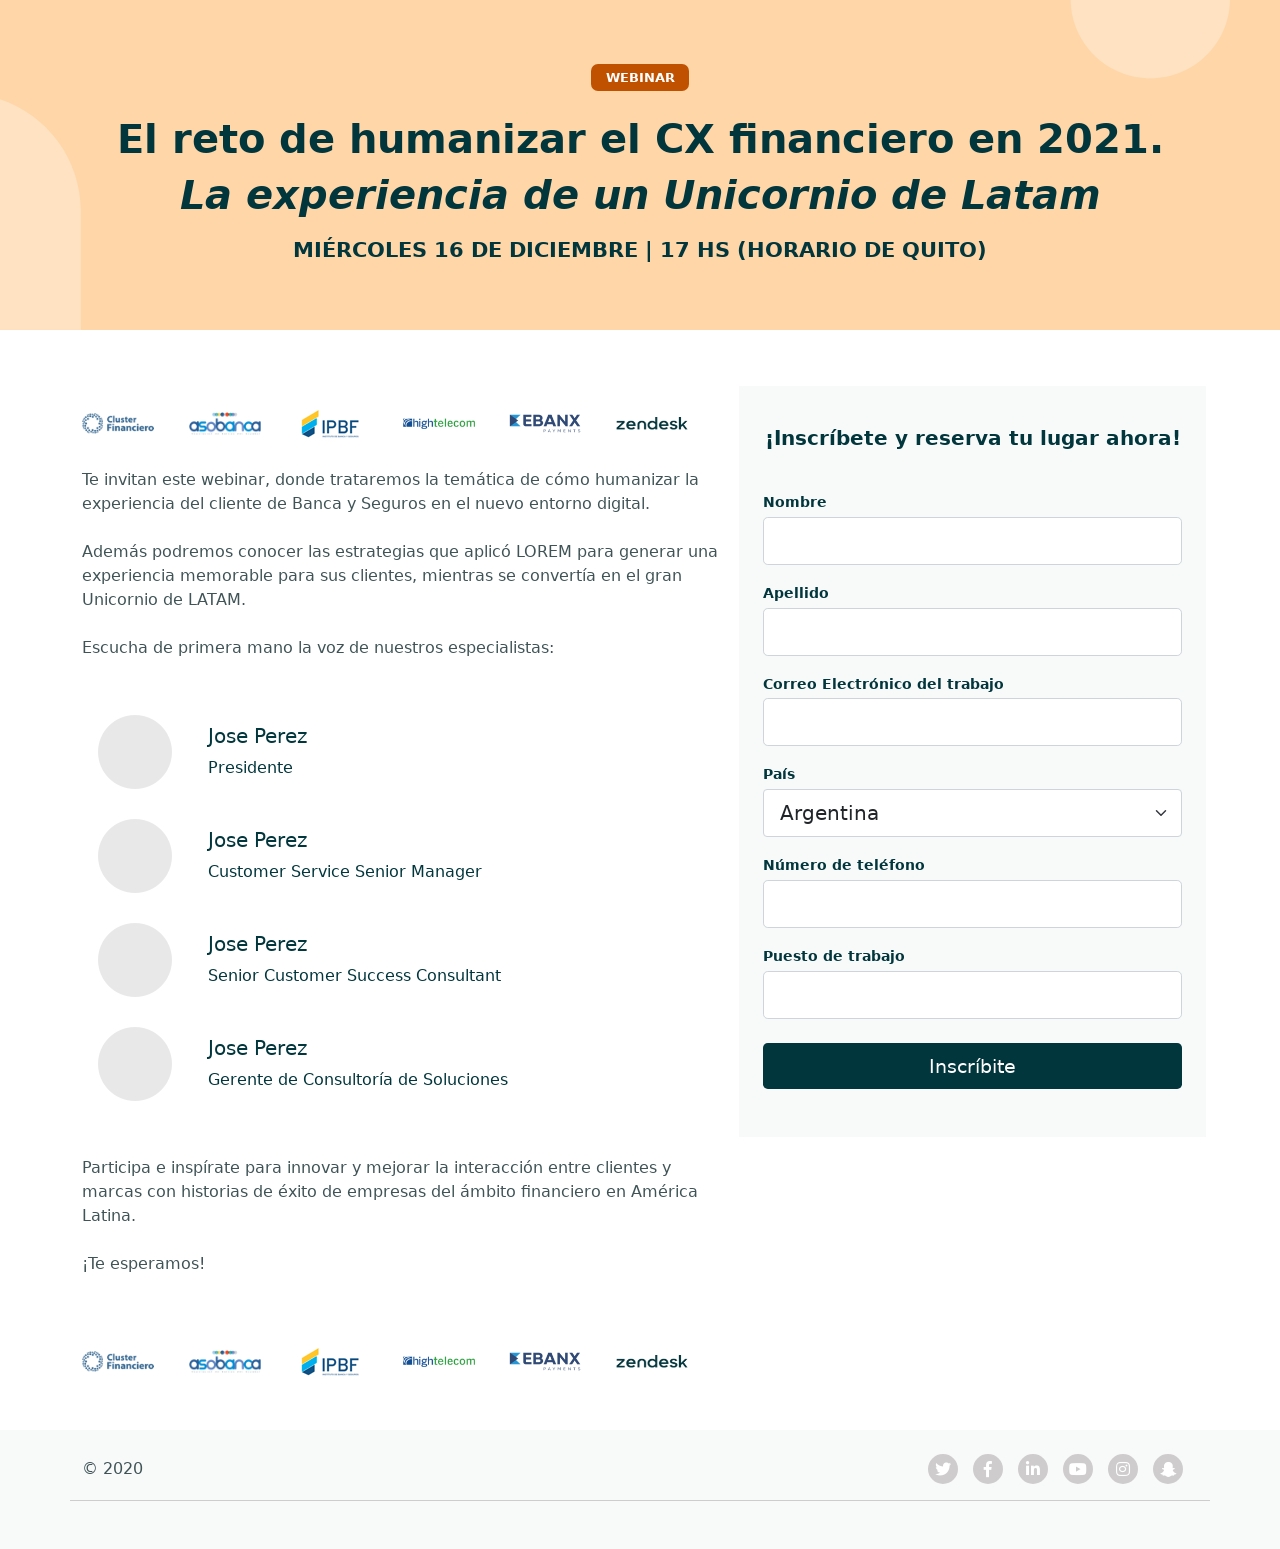 WEBINAR
El reto de humanizar el CX financiero en 2021.
La experiencia de un Unicornio de Latam
MIÉRCOLES 16 DE DICIEMBRE | 17 HS (HORARIO DE QUITO)
Cluster
Financiero
asobanca
IPBF
hightelecom
EBANX
PAYMENTS
zendesk
Te invitan este webinar, donde trataremos la temática de cómo humanizar la
experiencia del cliente de Banca y Seguros en el nuevo entorno digital.
Además podremos conocer las estrategias que aplicó LOREM para generar una
experiencia memorable para sus clientes, mientras se convertía en el gran
Unicornio de LATAM.
Escucha de primera mano la voz de nuestros especialistas:
Jose Perez
Presidente
Jose Perez
Customer Service Senior Manager
Jose Perez
Senior Customer Success Consultant
Jose Perez
Gerente de Consultoría de Soluciones
Participa e inspírate para innovar y mejorar la interacción entre clientes y
marcas con historias de éxito de empresas del ámbito financiero en América
Latina.
¡Te esperamos!
Cluster
Financiero
asobanca
IPBF
hightelecom
EBANX
PAYMENTS
zendesk
¡Inscríbete y reserva tu lugar ahora!
Nombre
Apellido
Correo Electrónico del trabajo
País
Argentina
Número de teléfono
Puesto de trabajo
Inscríbite
© 2020